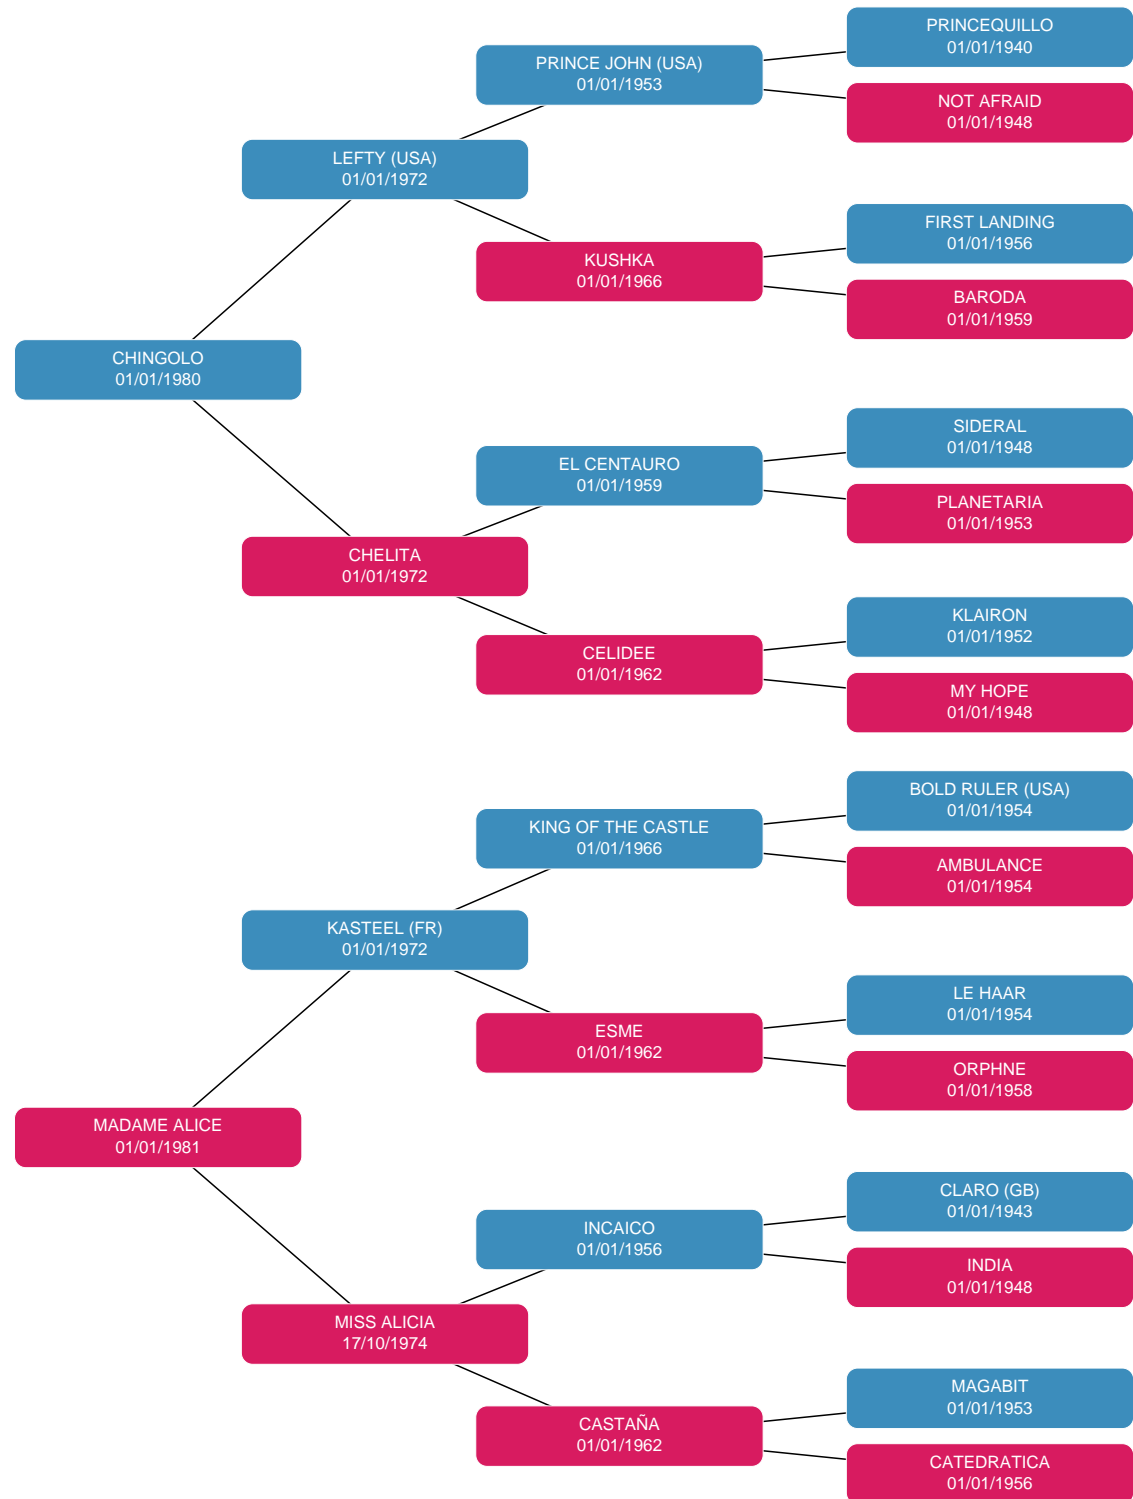 PRINCEQUILLO
01/01/1940
PRINCE JOHN (USA)
01/01/1953
NOT AFRAID
01/01/1948
LEFTY (USA)
01/01/1972
FIRST LANDING
01/01/1956
KUSHKA
01/01/1966
BARODA
01/01/1959
CHINGOLO
01/01/1980
SIDERAL
01/01/1948
EL CENTAURO
01/01/1959
PLANETARIA
01/01/1953
CHELITA
01/01/1972
KLAIRON
01/01/1952
CELIDEE
01/01/1962
MY HOPE
01/01/1948
BOLD RULER (USA)
01/01/1954
KING OF THE CASTLE
01/01/1966
AMBULANCE
01/01/1954
KASTEEL (FR)
01/01/1972
LE HAAR
01/01/1954
ESME
01/01/1962
ORPHNE
01/01/1958
MADAME ALICE
01/01/1981
CLARO (GB)
01/01/1943
INCAICO
01/01/1956
INDIA
01/01/1948
MISS ALICIA
17/10/1974
MAGABIT
01/01/1953
CASTAÑA
01/01/1962
CATEDRATICA
01/01/1956